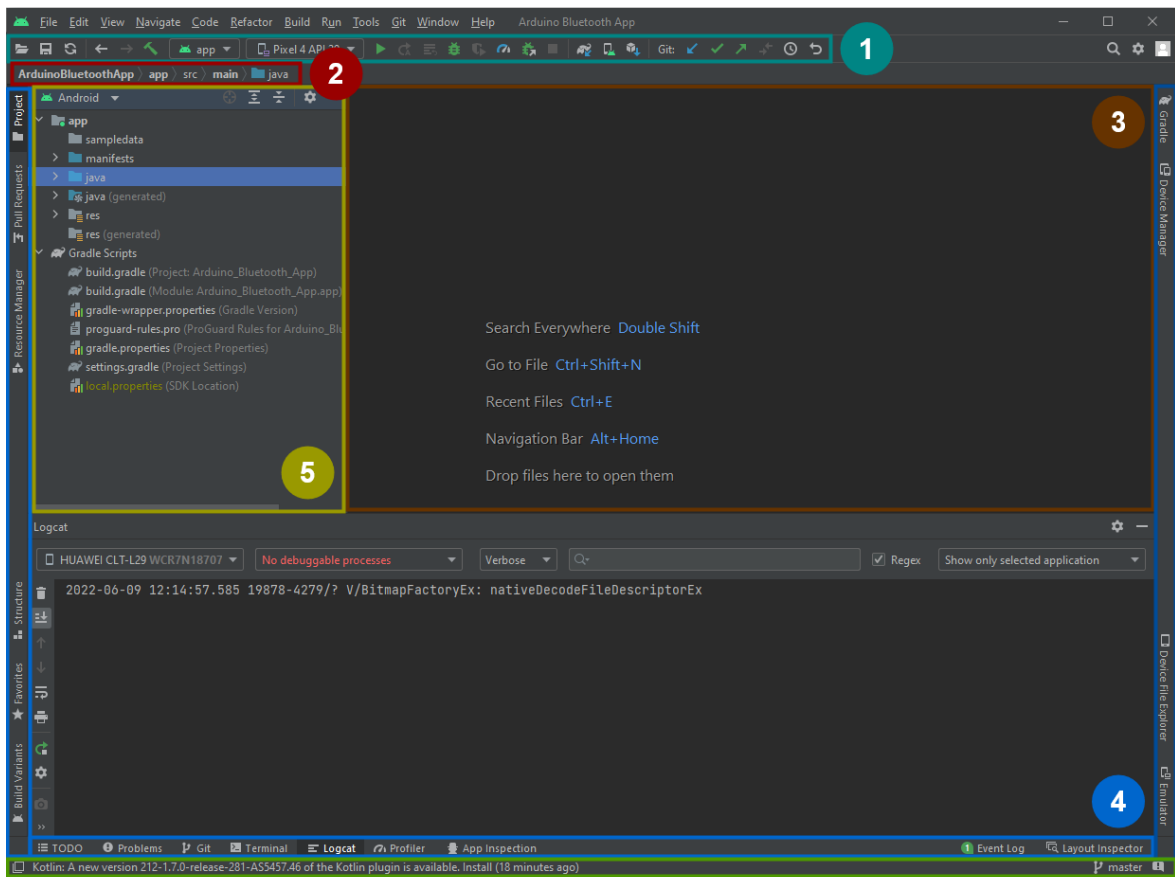 File Edit View Navigate Code Refactor Build Run Tools Git Window Help Arduino Bluetooth App
app Pixel 4 API 30 Git: 1
ArduinoBluetoothApp app src main java 2
Project
Pull Requests
Resource Manager
Structure
Favorites
Build Variants
Android
app
sampledata
manifests
java
java (generated)
res
res (generated)
Gradle Scripts
build.gradle (Project: Arduino_Bluetooth_App)
build.gradle (Module: Arduino_Bluetooth_App.app)
gradle-wrapper.properties (Gradle Version)
proguard-rules.pro (ProGuard Rules for Arduino_Blu
gradle.properties (Project Properties)
settings.gradle (Project Settings)
local.properties (SDK Location)
5
3
Search Everywhere Double Shift
Go to File Ctrl+Shift+N
Recent Files Ctrl+E
Navigation Bar Alt+Home
Drop files here to open them
Gradle
Device Manager
Device File Explorer
Emulator
Logcat
HUAWEI CLT-L29 WCR7N18707 No debuggable processes Verbose Regex Show only selected application
2022-06-09 12:14:57.585 19878-4279/? V/BitmapFactoryEx: nativeDecodeFileDescriptorEx
4
TODO Problems Git Terminal Logcat Profiler App Inspection 1 Event Log Layout Inspector
Kotlin: A new version 212-1.7.0-release-281-AS5457.46 of the Kotlin plugin is available. Install (18 minutes ago) master